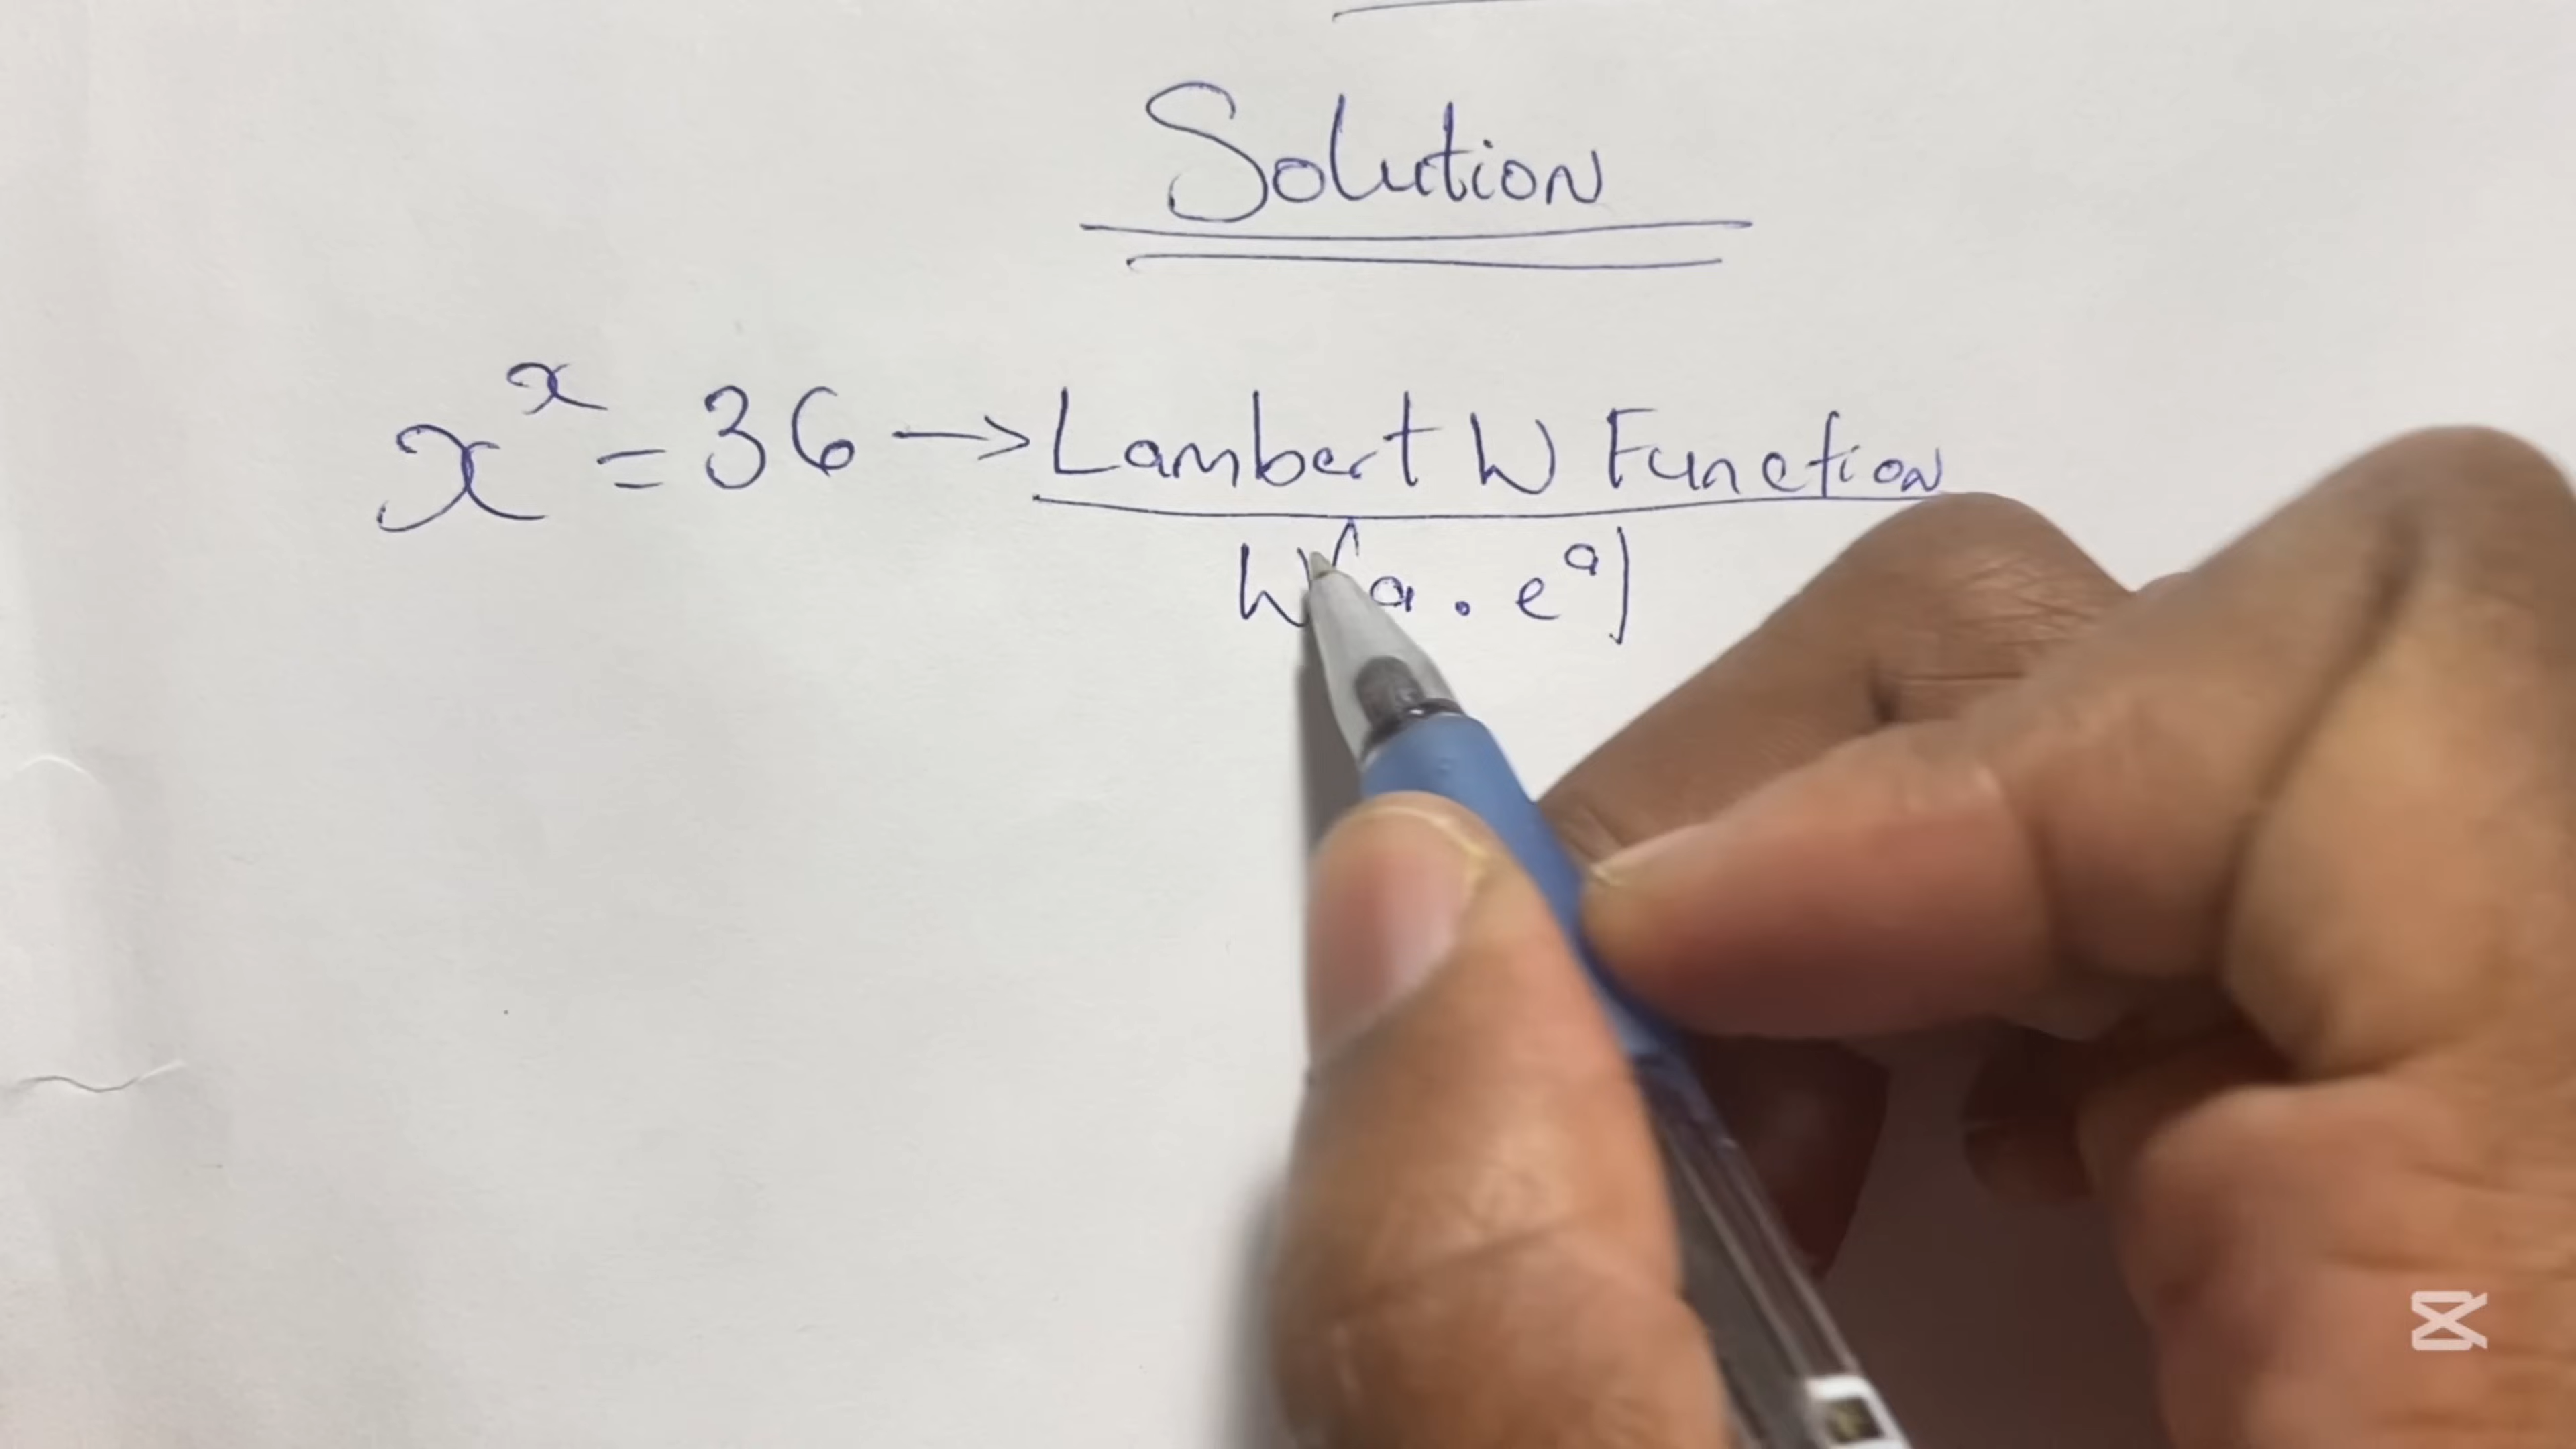 Solution
x^x = 36 → Lambert W Function
W(a . e^a)